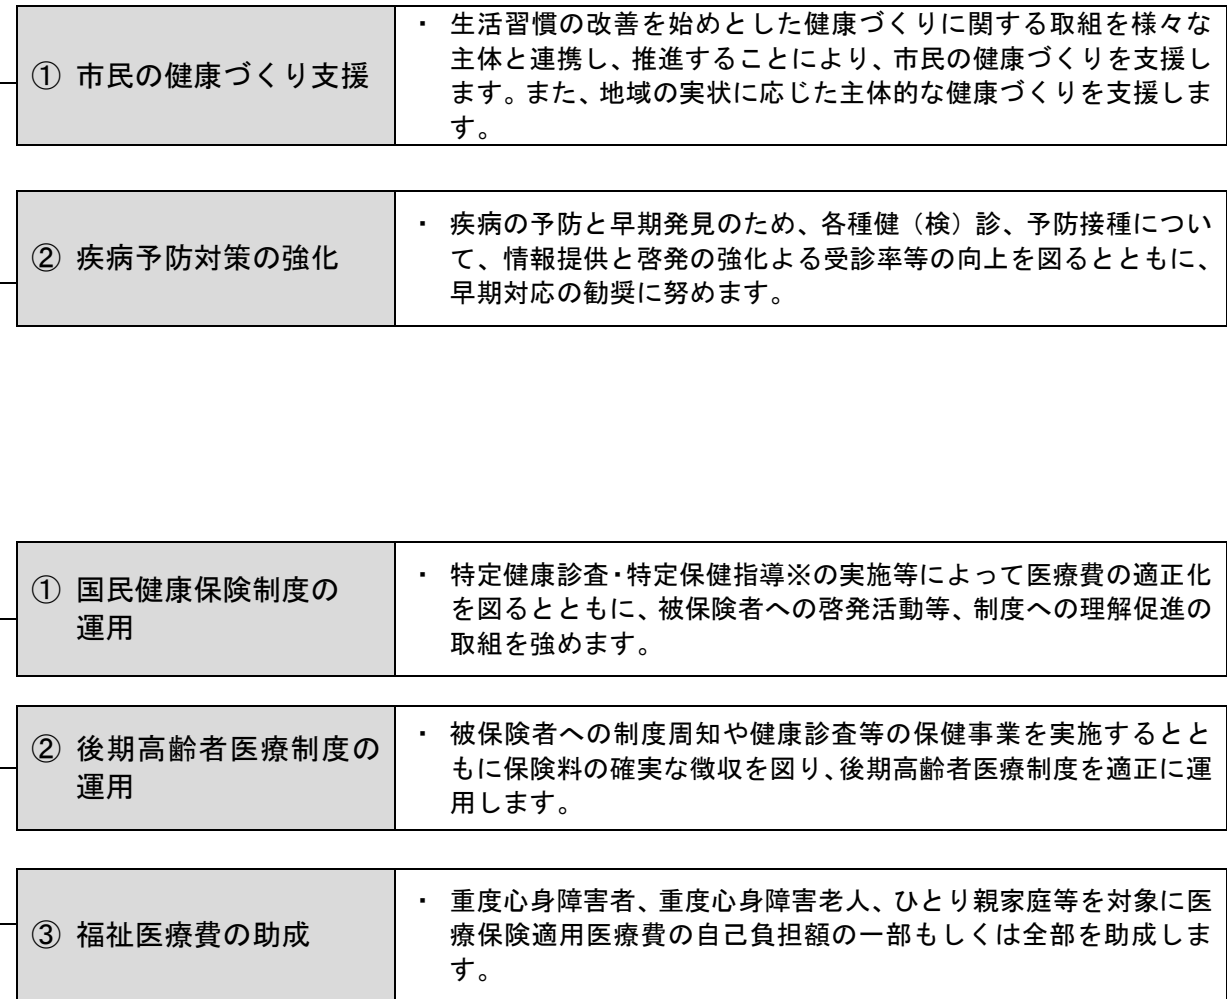 ① 市民の健康づくり支援
・ 生活習慣の改善を始めとした健康づくりに関する取組を様々な
主体と連携し、推進することにより、市民の健康づくりを支援し
ます。また、地域の実状に応じた主体的な健康づくりを支援しま
す。
② 疾病予防対策の強化
・ 疾病の予防と早期発見のため、各種健（検）診、予防接種につい
て、情報提供と啓発の強化よる受診率等の向上を図るとともに、
早期対応の勧奨に努めます。
① 国民健康保険制度の
運用
・ 特定健康診査・特定保健指導※の実施等によって医療費の適正化
を図るとともに、被保険者への啓発活動等、制度への理解促進の
取組を強めます。
② 後期高齢者医療制度の
運用
・ 被保険者への制度周知や健康診査等の保健事業を実施するとと
もに保険料の確実な徴収を図り、後期高齢者医療制度を適正に運
用します。
③ 福祉医療費の助成
・ 重度心身障害者、重度心身障害老人、ひとり親家庭等を対象に医
療保険適用医療費の自己負担額の一部もしくは全部を助成しま
す。